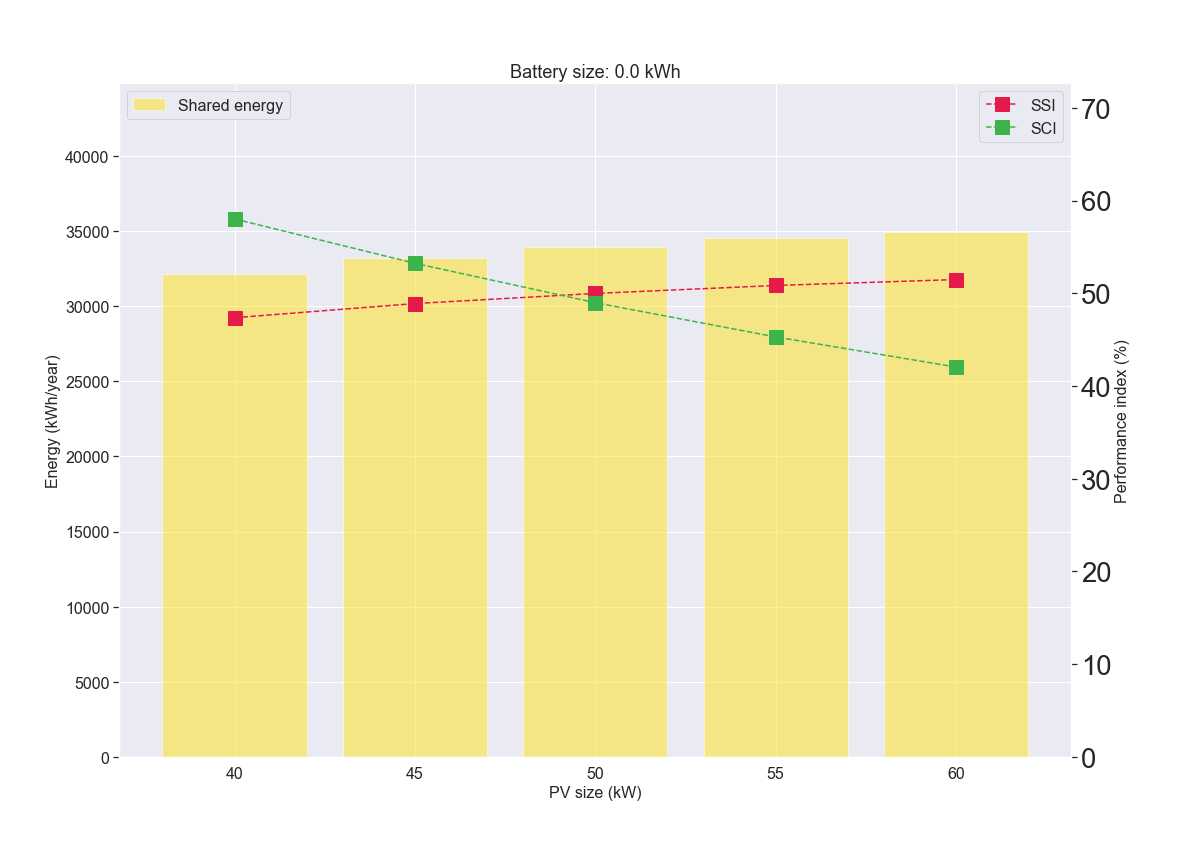 Battery size: 0.0 kWh
Shared energy
SSI
SCI
40000
35000
30000
25000
20000
15000
10000
5000
0
Energy (kWh/year)
70
60
50
40
30
20
10
0
Performance index (%)
40 45 50 55 60
PV size (kW)